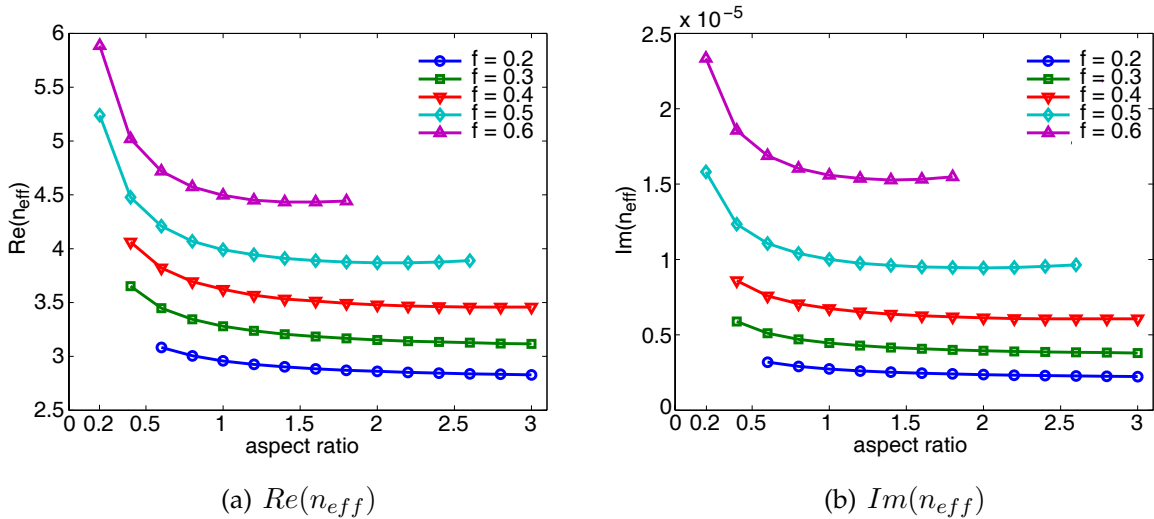 6
5.5
5
4.5
4
3.5
3
2.5
Re(n_eff)
f = 0.2
f = 0.3
f = 0.4
f = 0.5
f = 0.6
0 0.2 0.5 1 1.5 2 2.5 3
aspect ratio
(a) Re(n_eff)
x 10^-5
2.5
2
1.5
1
0.5
0
Im(n_eff)
f = 0.2
f = 0.3
f = 0.4
f = 0.5
f = 0.6
0 0.2 0.5 1 1.5 2 2.5 3
aspect ratio
(b) Im(n_eff)